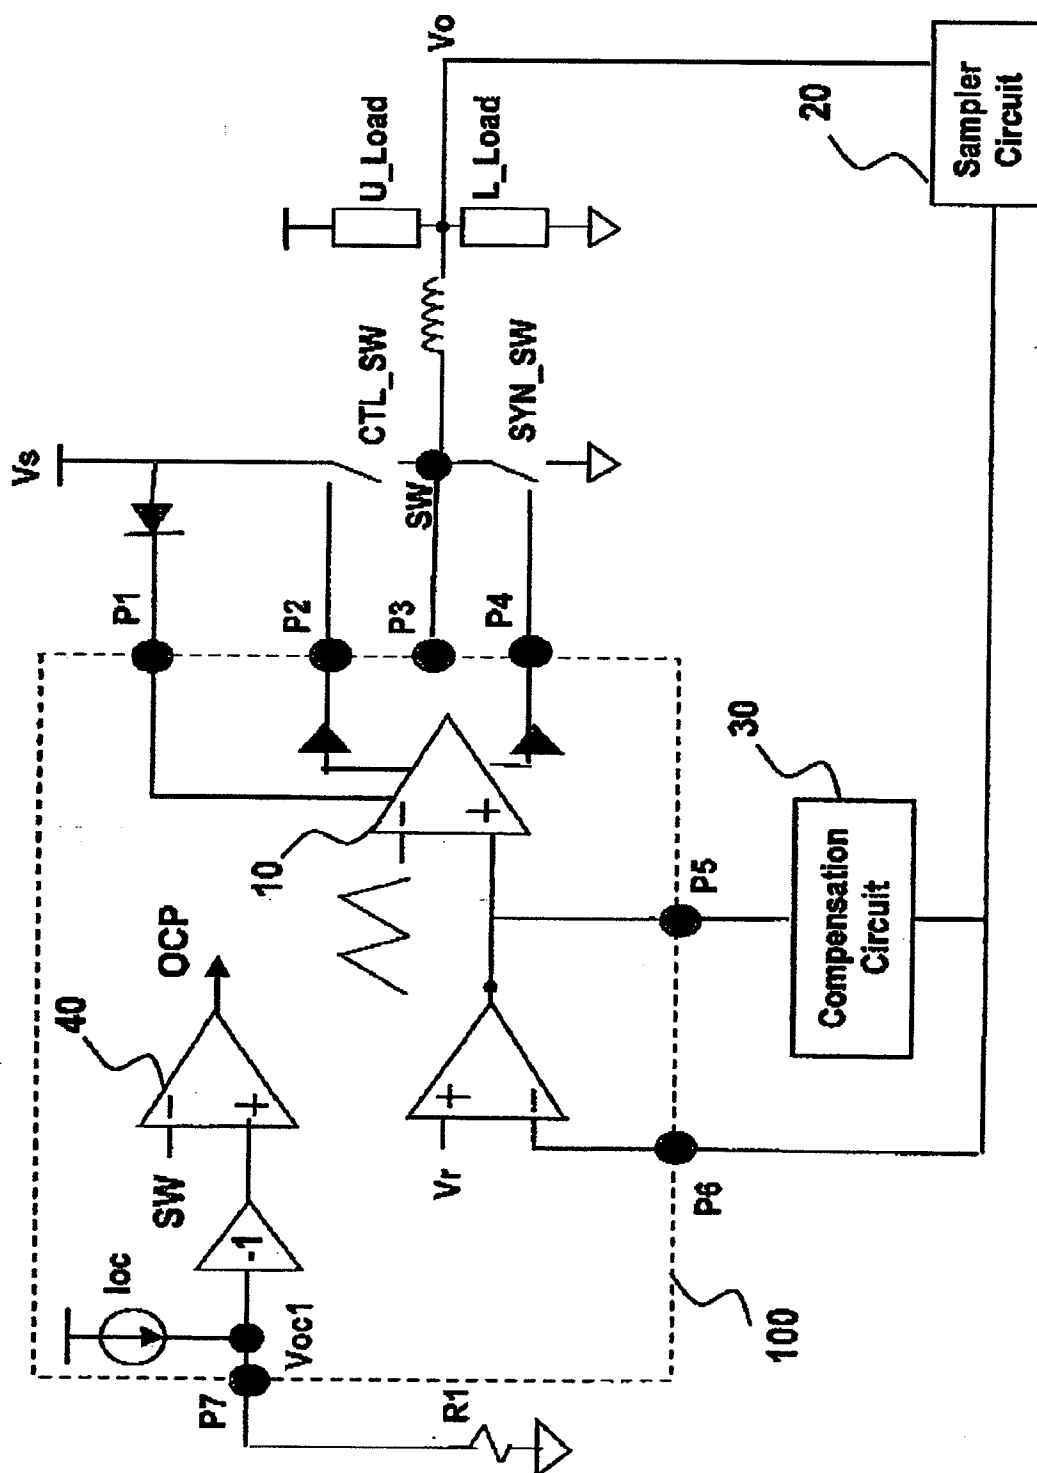 Vs
Vo
P1
P2
P3
P4
SW
CTL_SW
SYN_SW
U_Load
L_Load
20
Sampler
Circuit
OCP
40
SW
-
+
-1
Ioc
Voc1
P7
R1
10
-
+
Vr
+
-
P5
P6
30
Compensation
Circuit
100